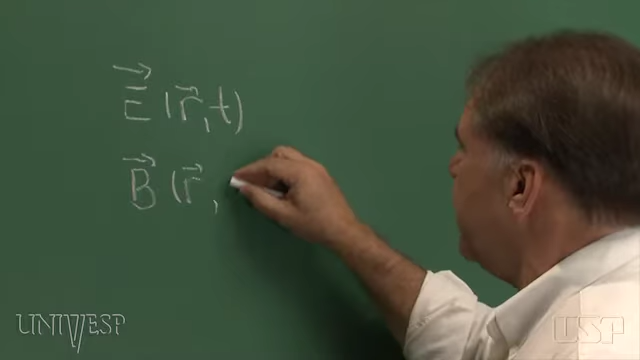 E⃗ (r⃗,t)
B⃗ (r⃗,
UNIVESP
USP